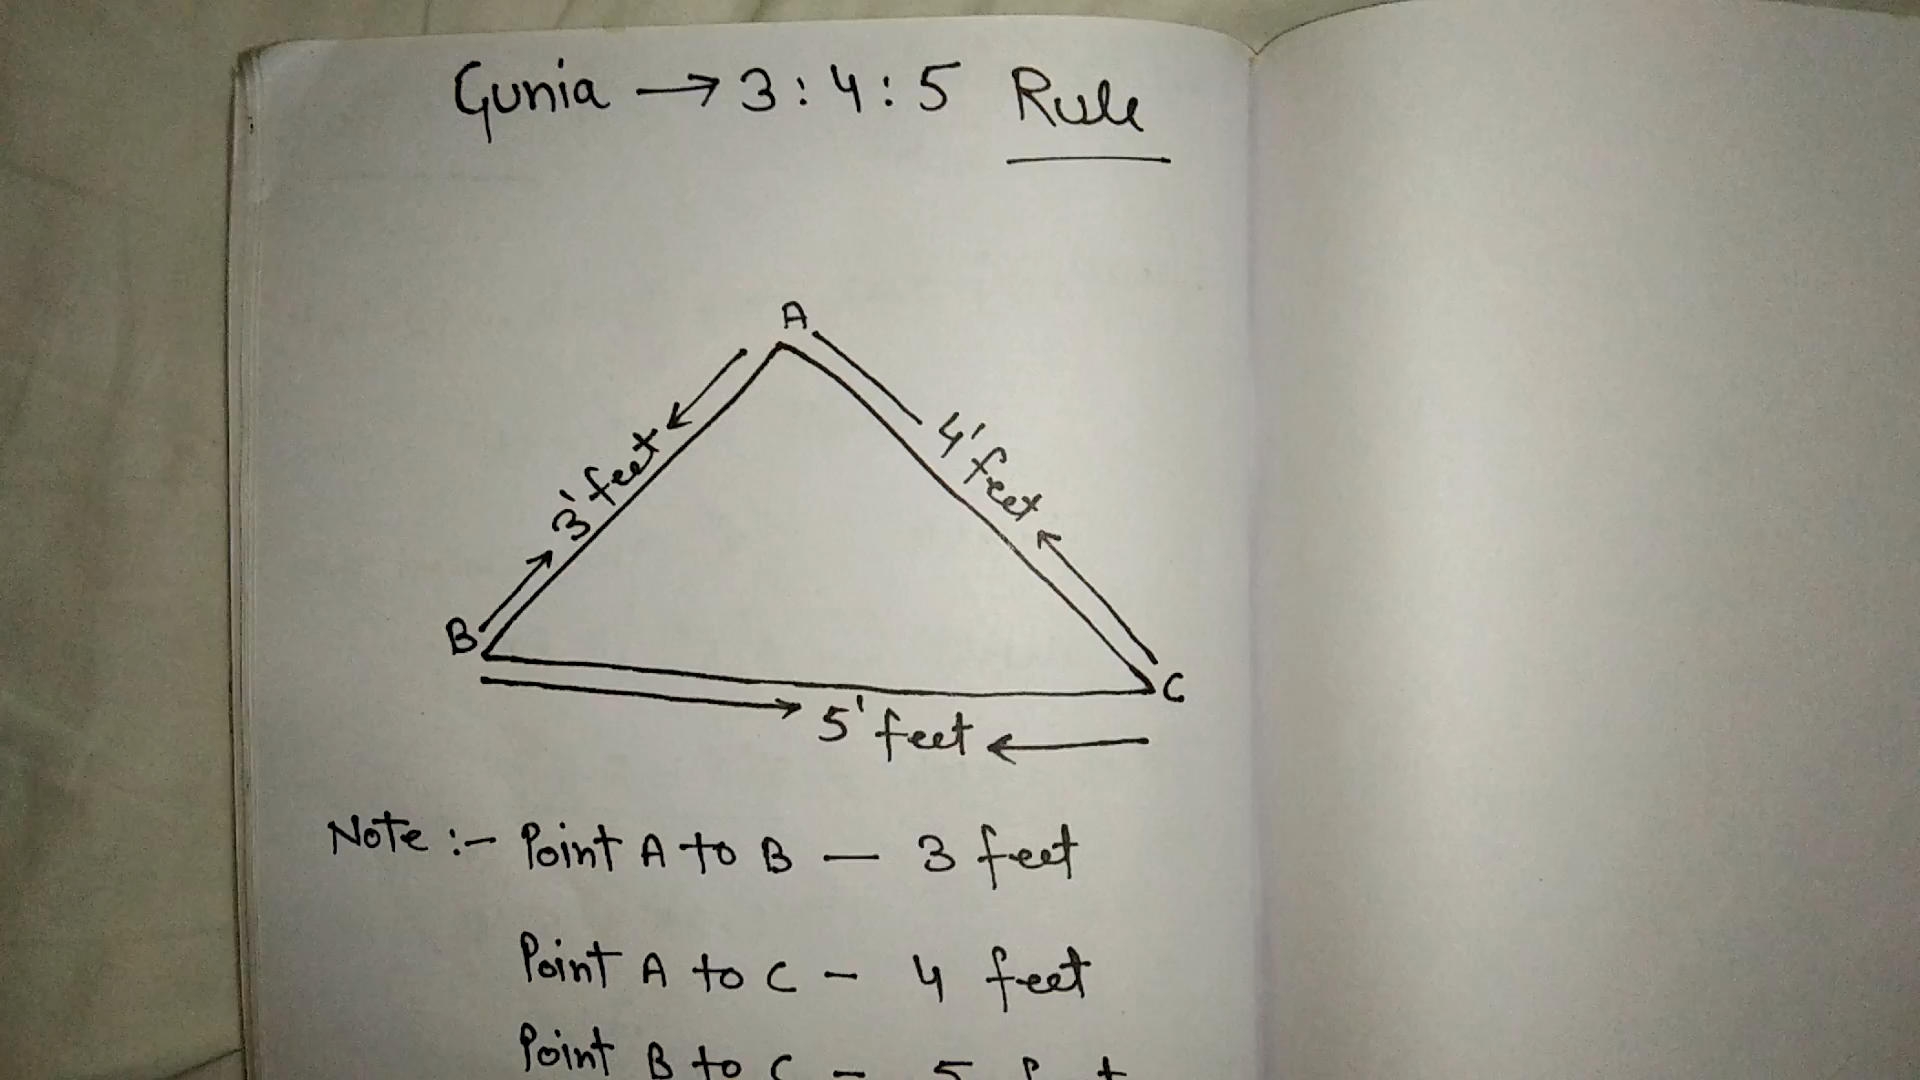 Gunia → 3 : 4 : 5 Rule
A
3' feet
4' feet
B
C
5' feet
Note :- Point A to B — 3 feet
Point A to C - 4 feet
Point B to C - 5